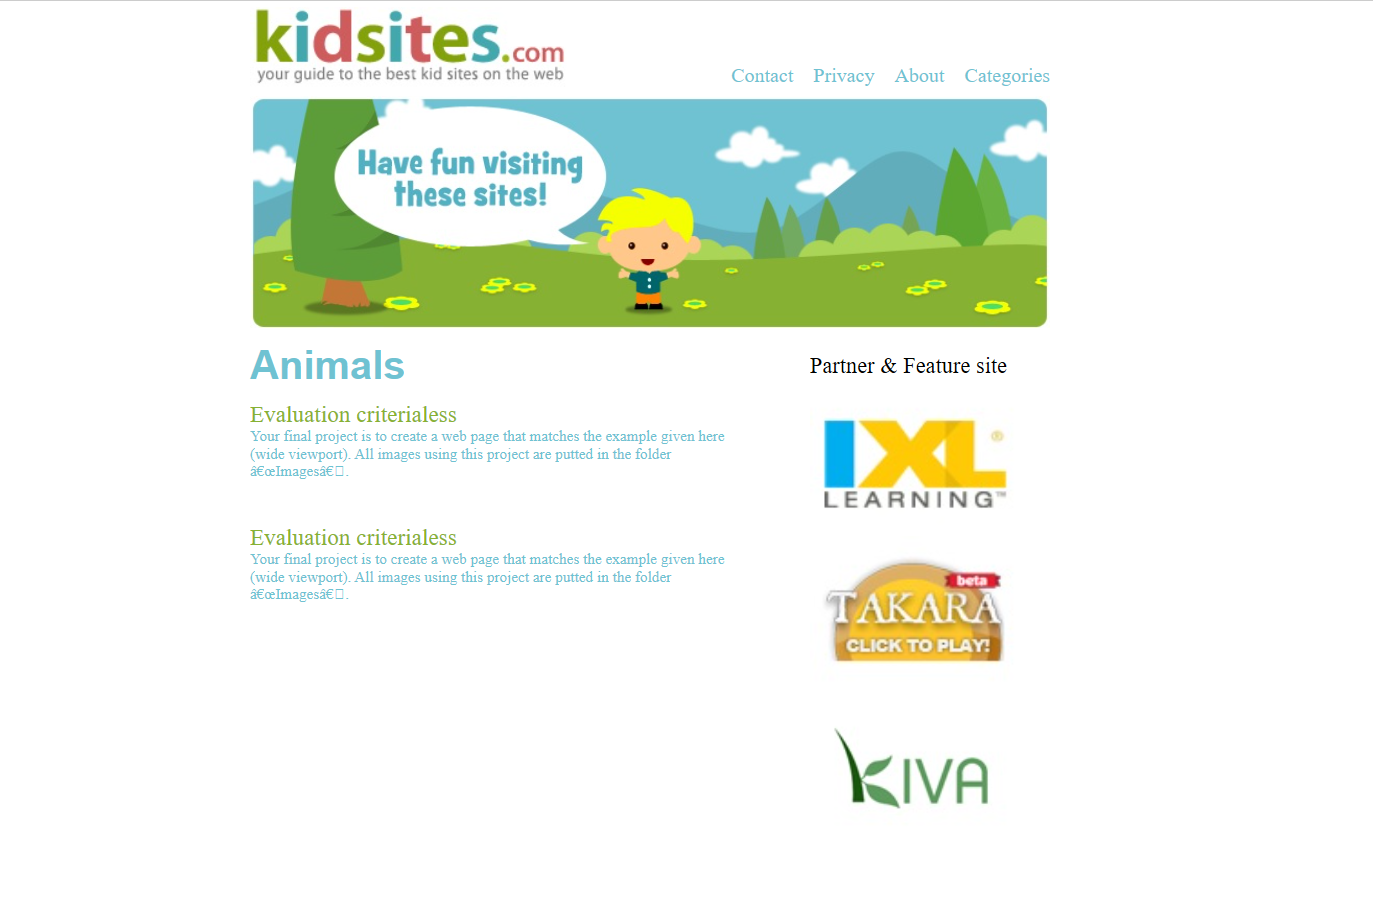 kidsites.com
your guide to the best kid sites on the web
Contact Privacy About Categories
Have fun visiting
these sites!
Animals
Evaluation criterialess
Your final project is to create a web page that matches the example given here
(wide viewport). All images using this project are putted in the folder
â€œImagesâ€.
Evaluation criterialess
Your final project is to create a web page that matches the example given here
(wide viewport). All images using this project are putted in the folder
â€œImagesâ€.
Partner & Feature site
IXL®
LEARNING™
beta
TAKARA
CLICK TO PLAY!
KIVA